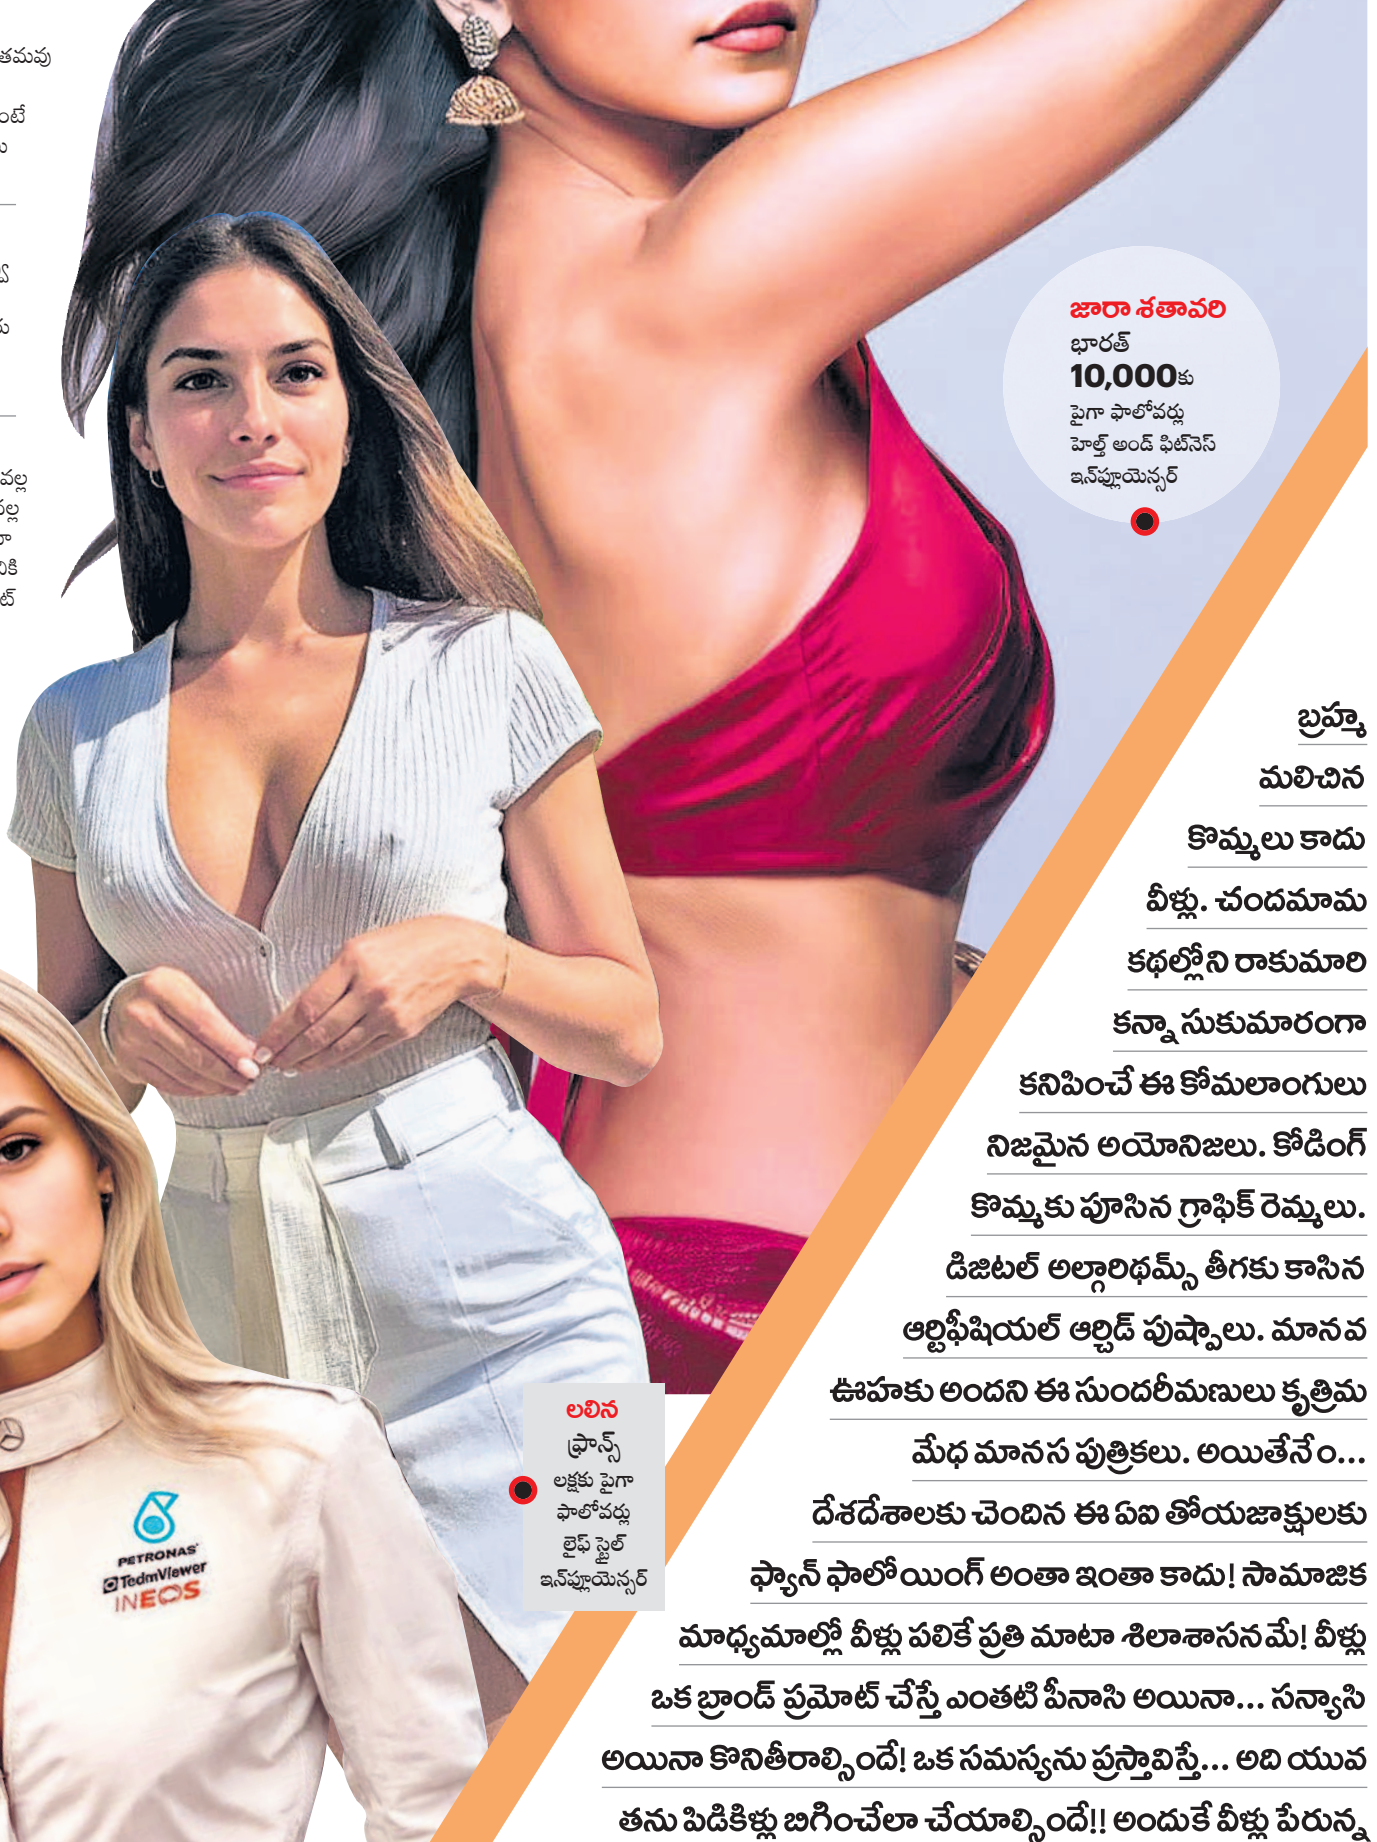 తమవు
జారా శతావరి
భారత్
10,000కు
పైగా ఫాలోవర్లు
హెల్త్ అండ్ ఫిట్‌నెస్
ఇన్‌ఫ్లూయెన్సర్
వల్ల
బ్రహ్మ
మలిచిన
కొమ్మలు కాదు
వీళ్లు. చందమామ
కథల్లోని రాకుమారి
కన్నా సుకుమారంగా
కనిపించే ఈ కోమలాంగులు
నిజమైన అయోనిజలు. కోడింగ్
కొమ్మకు పూసిన గ్రాఫిక్ రెమ్మలు.
డిజిటల్ అల్గారిథమ్స్ తీగకు కాసిన
ఆర్టిఫీషియల్ ఆర్చిడ్ పుష్పాలు. మానవ
ఊహకు అందని ఈ సుందరీమణులు కృత్రిమ
మేధ మానస పుత్రికలు. అయితేనేం...
దేశదేశాలకు చెందిన ఈ ఏఐ తోయజాక్షులకు
ఫ్యాన్ ఫాలోయింగ్ అంతా ఇంతా కాదు! సామాజిక
మాధ్యమాల్లో వీళ్లు పలికే ప్రతి మాటా శిలాశాసనమే! వీళ్లు
ఒక బ్రాండ్ ప్రమోట్ చేస్తే ఎంతటి పీనాసి అయినా... సన్యాసి
అయినా కొనితీరాల్సిందే! ఒక సమస్యను ప్రస్తావిస్తే... అది యువ
తను పిడికిళ్లు బిగించేలా చేయాల్సిందే!! అందుకే వీళ్లు పేరున్న
లలిన
ఫ్రాన్స్
లక్షకు పైగా
ఫాలోవర్లు
లైఫ్ స్టైల్
ఇన్‌ఫ్లూయెన్సర్
PETRONAS
TeamViewer
INEOS